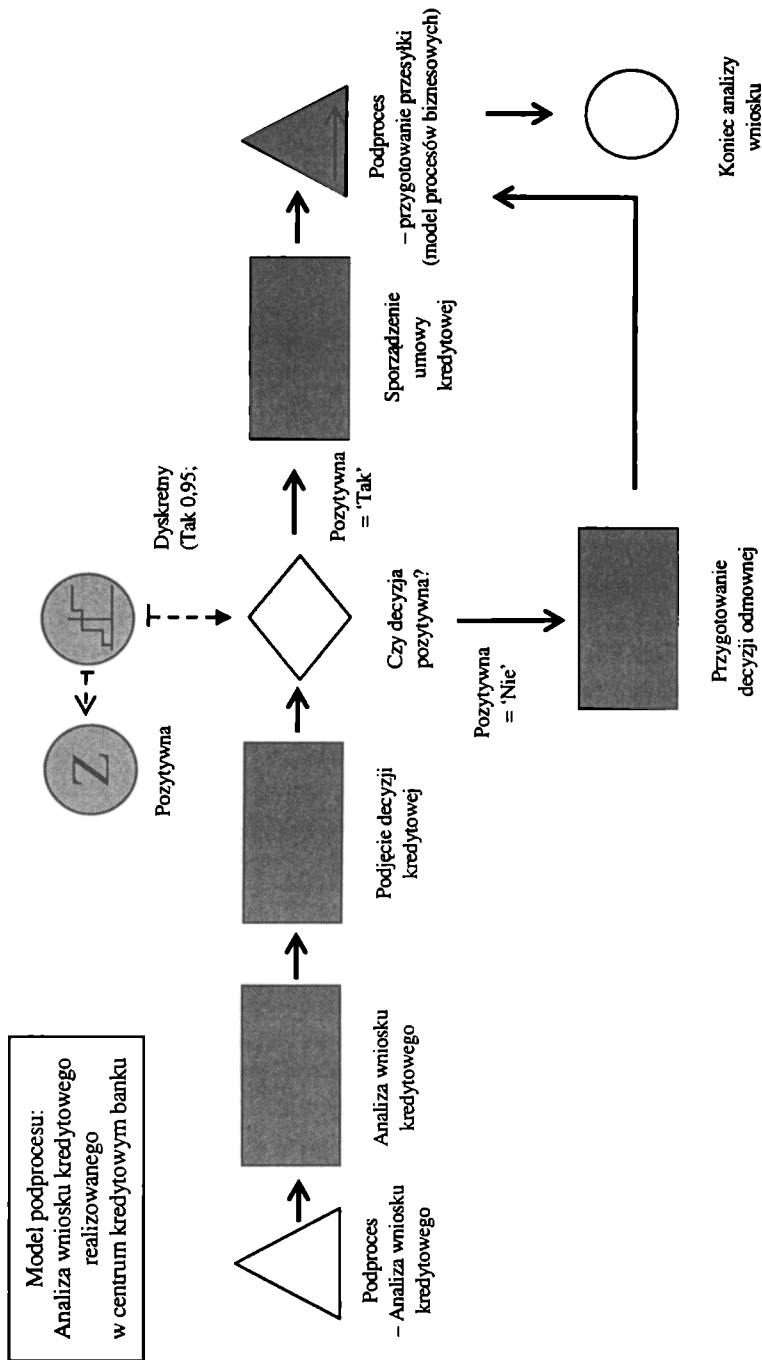 Model podprocesu:
Analiza wniosku kredytowego
realizowanego
w centrum kredytowym banku
Pozytywna
Dyskretny
(Tak 0,95;
Podproces
– Analiza wniosku
kredytowego
Analiza wniosku
kredytowego
Podjęcie decyzji
kredytowej
Czy decyzja
pozytywna?
Pozytywna
= ‘Tak’
Sporządzenie
umowy
kredytowej
Podproces
– przygotowanie przesyłki
(model procesów biznesowych)
Pozytywna
= ‘Nie’
Przygotowanie
decyzji odmownej
Koniec analizy
wniosku
Z